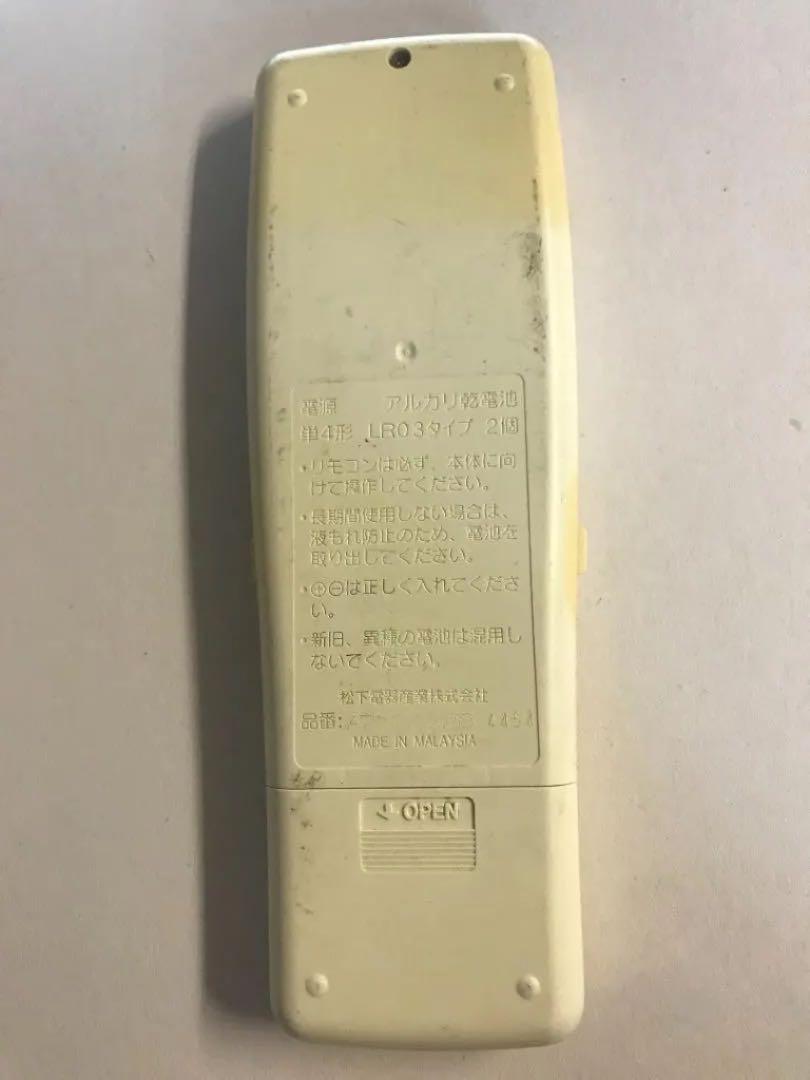 電源 アルカリ乾電池
単4形 LR03タイプ 2個
・リモコンは必ず、本体に向
けて操作してください。
・長期間使用しない場合は、
液もれ防止のため、電池を
取り出してください。
・⊕⊖は正しく入れてくださ
い。
・新旧、異種の電池は混用し
ないでください。
松下電器産業株式会社
品番:
MADE IN MALAYSIA
OPEN